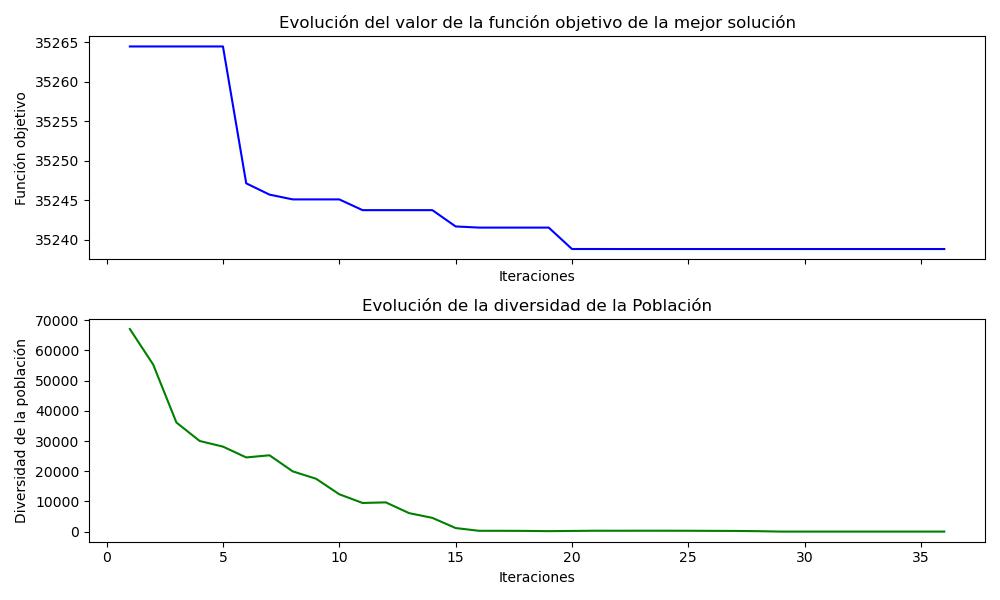 Evolución del valor de la función objetivo de la mejor solución
35265
35260
35255
35250
35245
35240
Función objetivo
Iteraciones
Evolución de la diversidad de la Población
70000
60000
50000
40000
30000
20000
10000
0
Diversidad de la población
0 5 10 15 20 25 30 35
Iteraciones